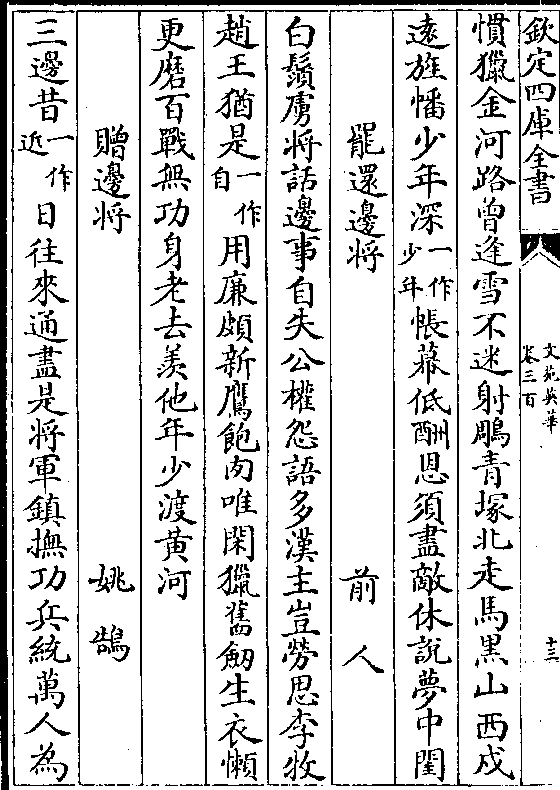 欽定四庫全書
文苑英華
卷三百
十三
慣獵金河路曾逢雪不迷射鵰青塚北走馬黑山西戍
遠旌幡少年深一作少年帳幕低酬恩須盡敵休說夢中閨
罷還邊將 前人
白鬚虜將話邊事自失公權怨語多漢主豈勞思李牧
趙王猶是一作自用廉頗新鷹飽肉唯閑獵舊劒生衣懶
更磨百戰無功身老去羨他年少渡黃河
贈邊將 姚鵠
三邊昔一作近日往來通盡是將軍鎮撫功兵統萬人為